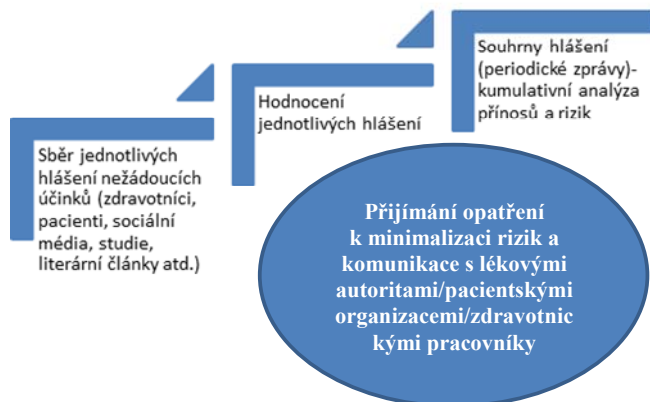 Sběr jednotlivých
hlášení nežádoucích
účinků (zdravotníci,
pacienti, sociální
média, studie,
literární články atd.)
Hodnocení
jednotlivých hlášení
Souhrny hlášení
(periodické zprávy)-
kumulativní analýza
přínosů a rizik
Přijímání opatření
k minimalizaci rizik a
komunikace s lékovými
autoritami/pacientskými
organizacemi/zdravotnic
kými pracovníky